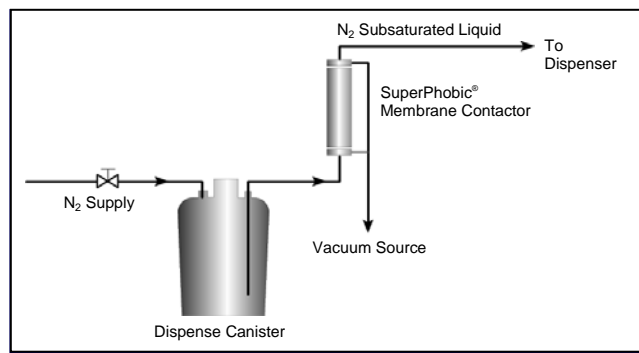 N₂ Subsaturated Liquid
To
Dispenser
SuperPhobic®
Membrane Contactor
N₂ Supply
Vacuum Source
Dispense Canister